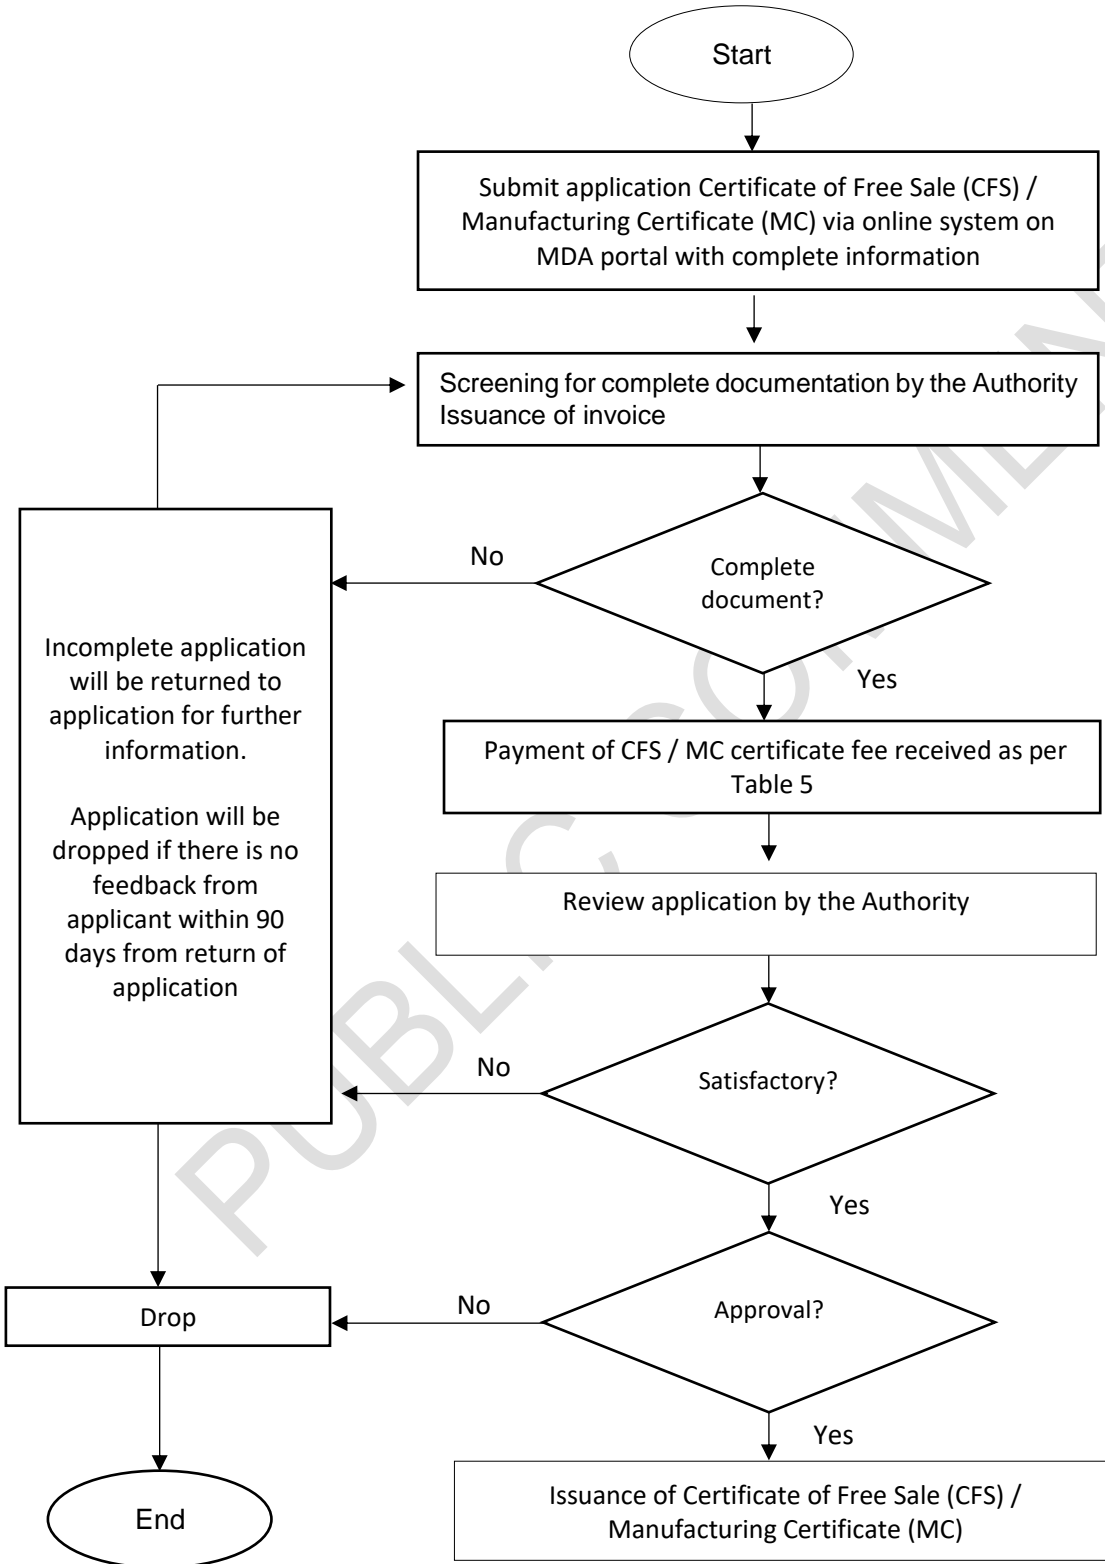 Start
Submit application Certificate of Free Sale (CFS) /
Manufacturing Certificate (MC) via online system on
MDA portal with complete information
Screening for complete documentation by the Authority
Issuance of invoice
No
Complete
document?
Yes
Incomplete application
will be returned to
application for further
information.
Application will be
dropped if there is no
feedback from
applicant within 90
days from return of
application
Payment of CFS / MC certificate fee received as per
Table 5
Review application by the Authority
No
Satisfactory?
Yes
Drop
No
Approval?
Yes
End
Issuance of Certificate of Free Sale (CFS) /
Manufacturing Certificate (MC)
PUBLIC COMMEN